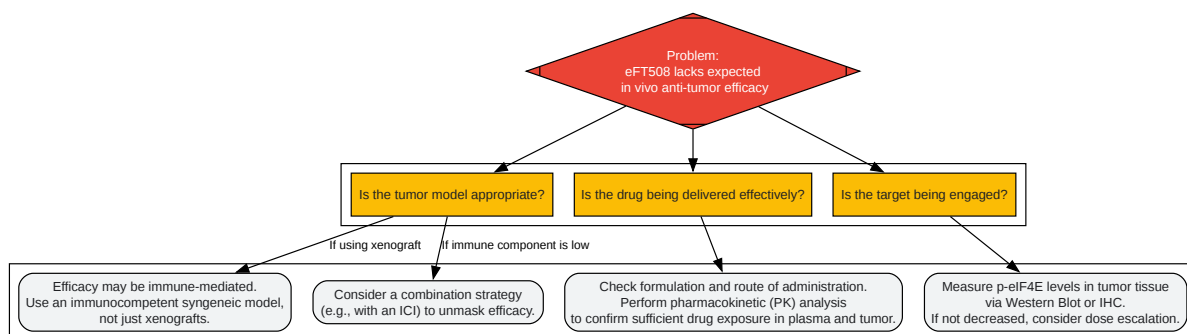 Problem:
eFT508 lacks expected
in vivo anti-tumor efficacy
Is the tumor model appropriate?
Is the drug being delivered effectively?
Is the target being engaged?
If using xenograft
If immune component is low
Efficacy may be immune-mediated.
Use an immunocompetent syngeneic model,
not just xenografts.
Consider a combination strategy
(e.g., with an ICI) to unmask efficacy.
Check formulation and route of administration.
Perform pharmacokinetic (PK) analysis
to confirm sufficient drug exposure in plasma and tumor.
Measure p-eIF4E levels in tumor tissue
via Western Blot or IHC.
If not decreased, consider dose escalation.